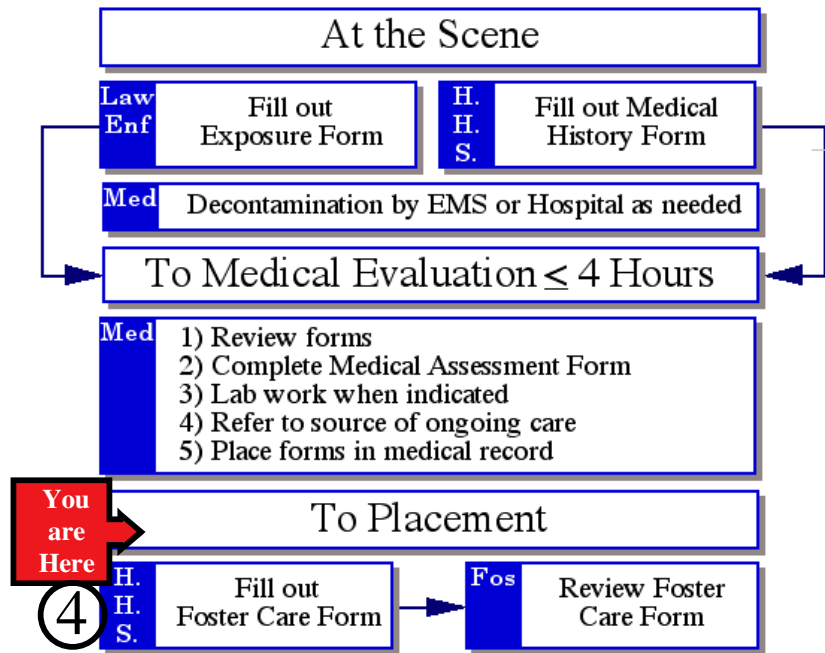 At the Scene
Law
Enf
Fill out
Exposure Form
H.
H.
S.
Fill out Medical
History Form
Med
Decontamination by EMS or Hospital as needed
To Medical Evaluation ≤ 4 Hours
Med
1) Review forms
2) Complete Medical Assessment Form
3) Lab work when indicated
4) Refer to source of ongoing care
5) Place forms in medical record
You
are
Here
To Placement
4
H.
H.
S.
Fill out
Foster Care Form
Fos
Review Foster
Care Form